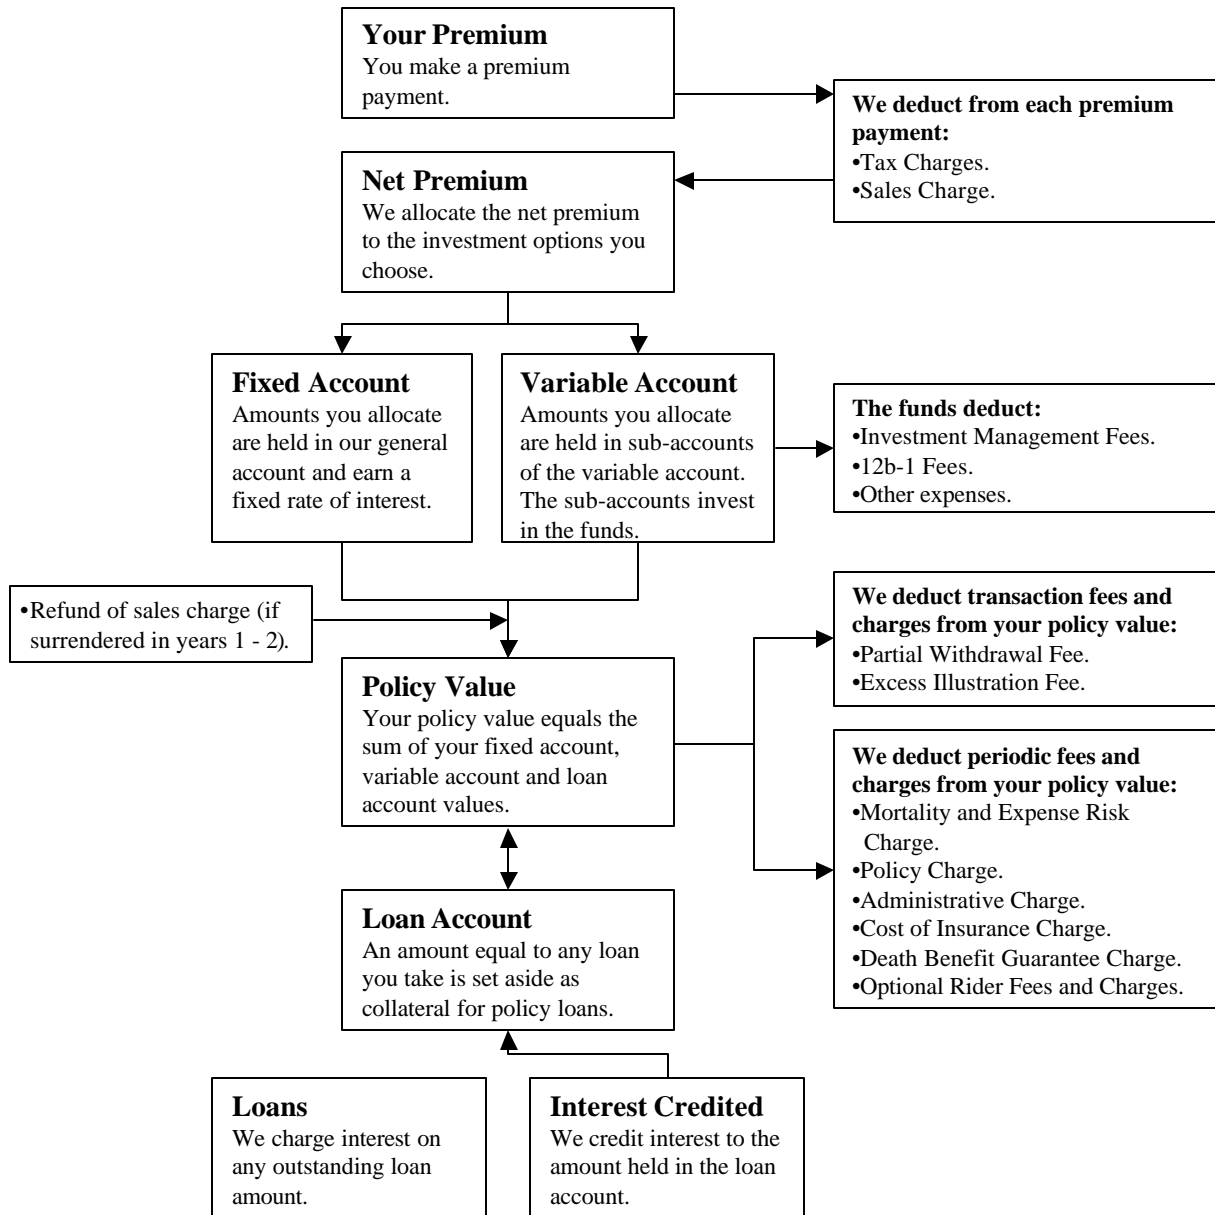 Your Premium
You make a premium
payment.
We deduct from each premium
payment:
•Tax Charges.
•Sales Charge.
Net Premium
We allocate the net premium
to the investment options you
choose.
Fixed Account
Amounts you allocate
are held in our general
account and earn a
fixed rate of interest.
Variable Account
Amounts you allocate
are held in sub-accounts
of the variable account.
The sub-accounts invest
in the funds.
The funds deduct:
•Investment Management Fees.
•12b-1 Fees.
•Other expenses.
•Refund of sales charge (if
surrendered in years 1 - 2).
We deduct transaction fees and
charges from your policy value:
•Partial Withdrawal Fee.
•Excess Illustration Fee.
Policy Value
Your policy value equals the
sum of your fixed account,
variable account and loan
account values.
We deduct periodic fees and
charges from your policy value:
•Mortality and Expense Risk
Charge.
•Policy Charge.
•Administrative Charge.
•Cost of Insurance Charge.
•Death Benefit Guarantee Charge.
•Optional Rider Fees and Charges.
Loan Account
An amount equal to any loan
you take is set aside as
collateral for policy loans.
Loans
We charge interest on
any outstanding loan
amount.
Interest Credited
We credit interest to the
amount held in the loan
account.